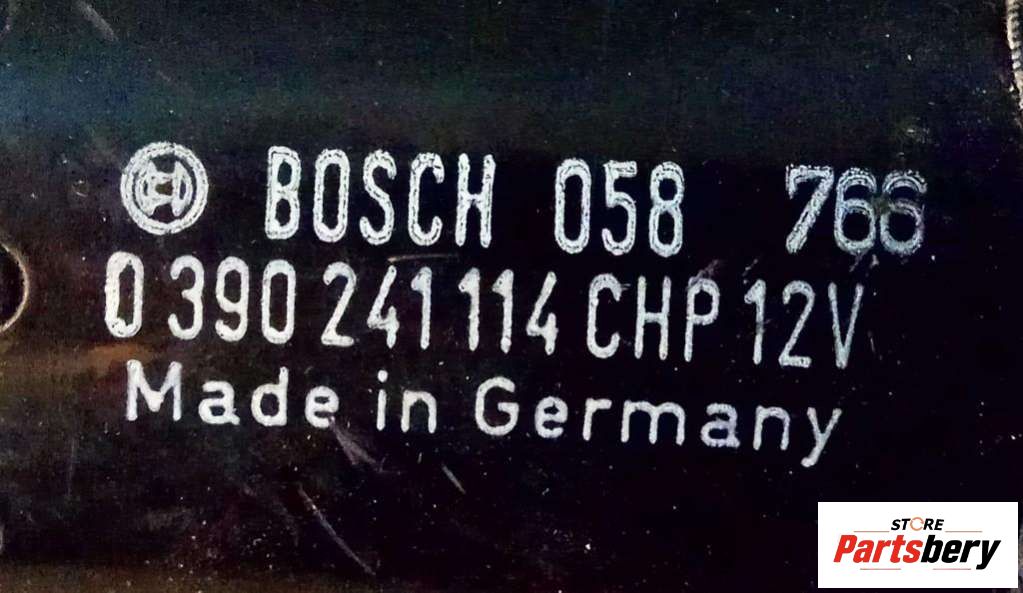 BOSCH 058 766
0 390 241 114 CHP 12V
Made in Germany
STORE
Partsbery